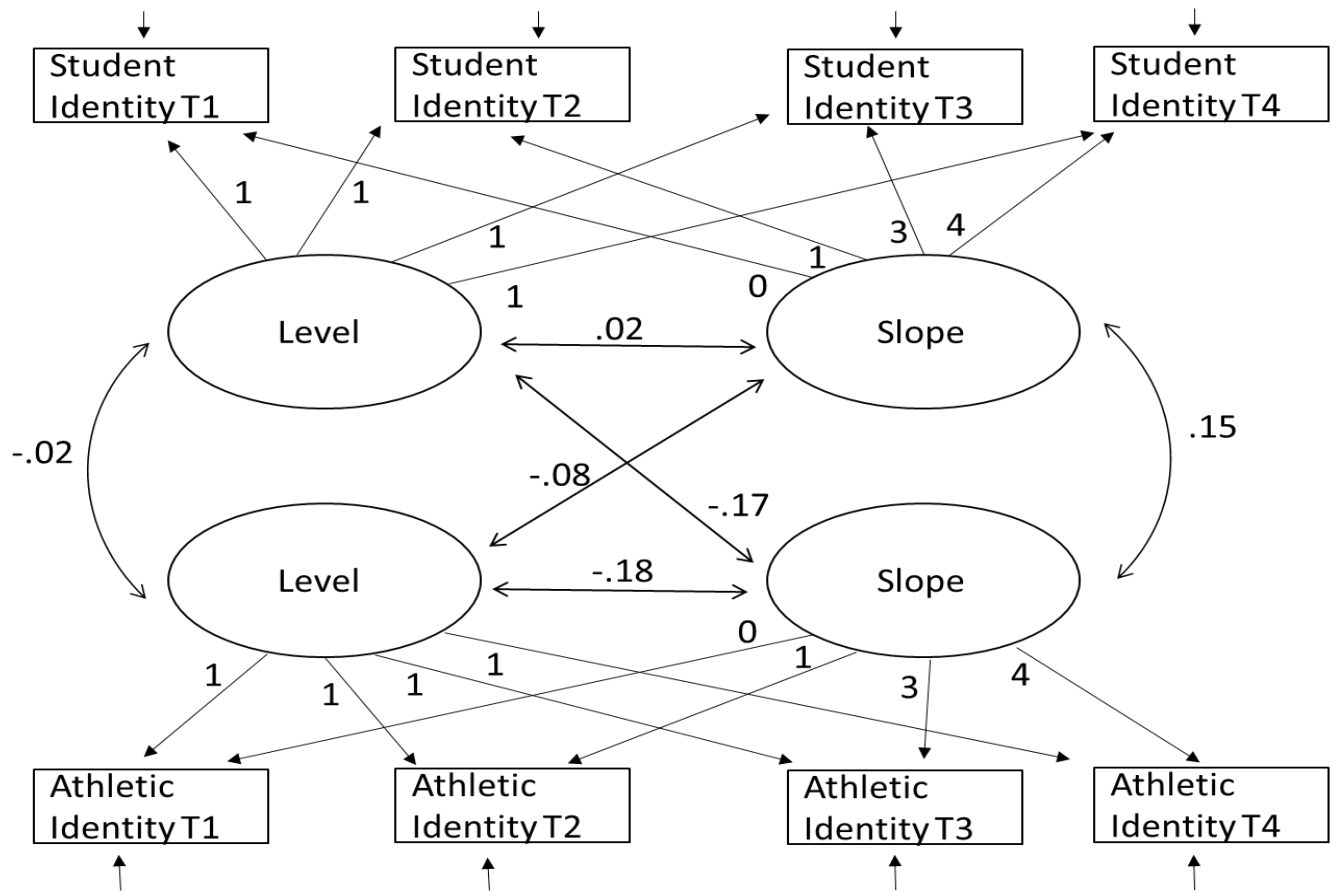 Student
Identity T1
Student
Identity T2
Student
Identity T3
Student
Identity T4
1
1
1
1
0
1
3
4
Level
.02
Slope
-.02
-.08
-.17
.15
Level
-.18
Slope
1
1
1
1
0
1
3
4
Athletic
Identity T1
Athletic
Identity T2
Athletic
Identity T3
Athletic
Identity T4